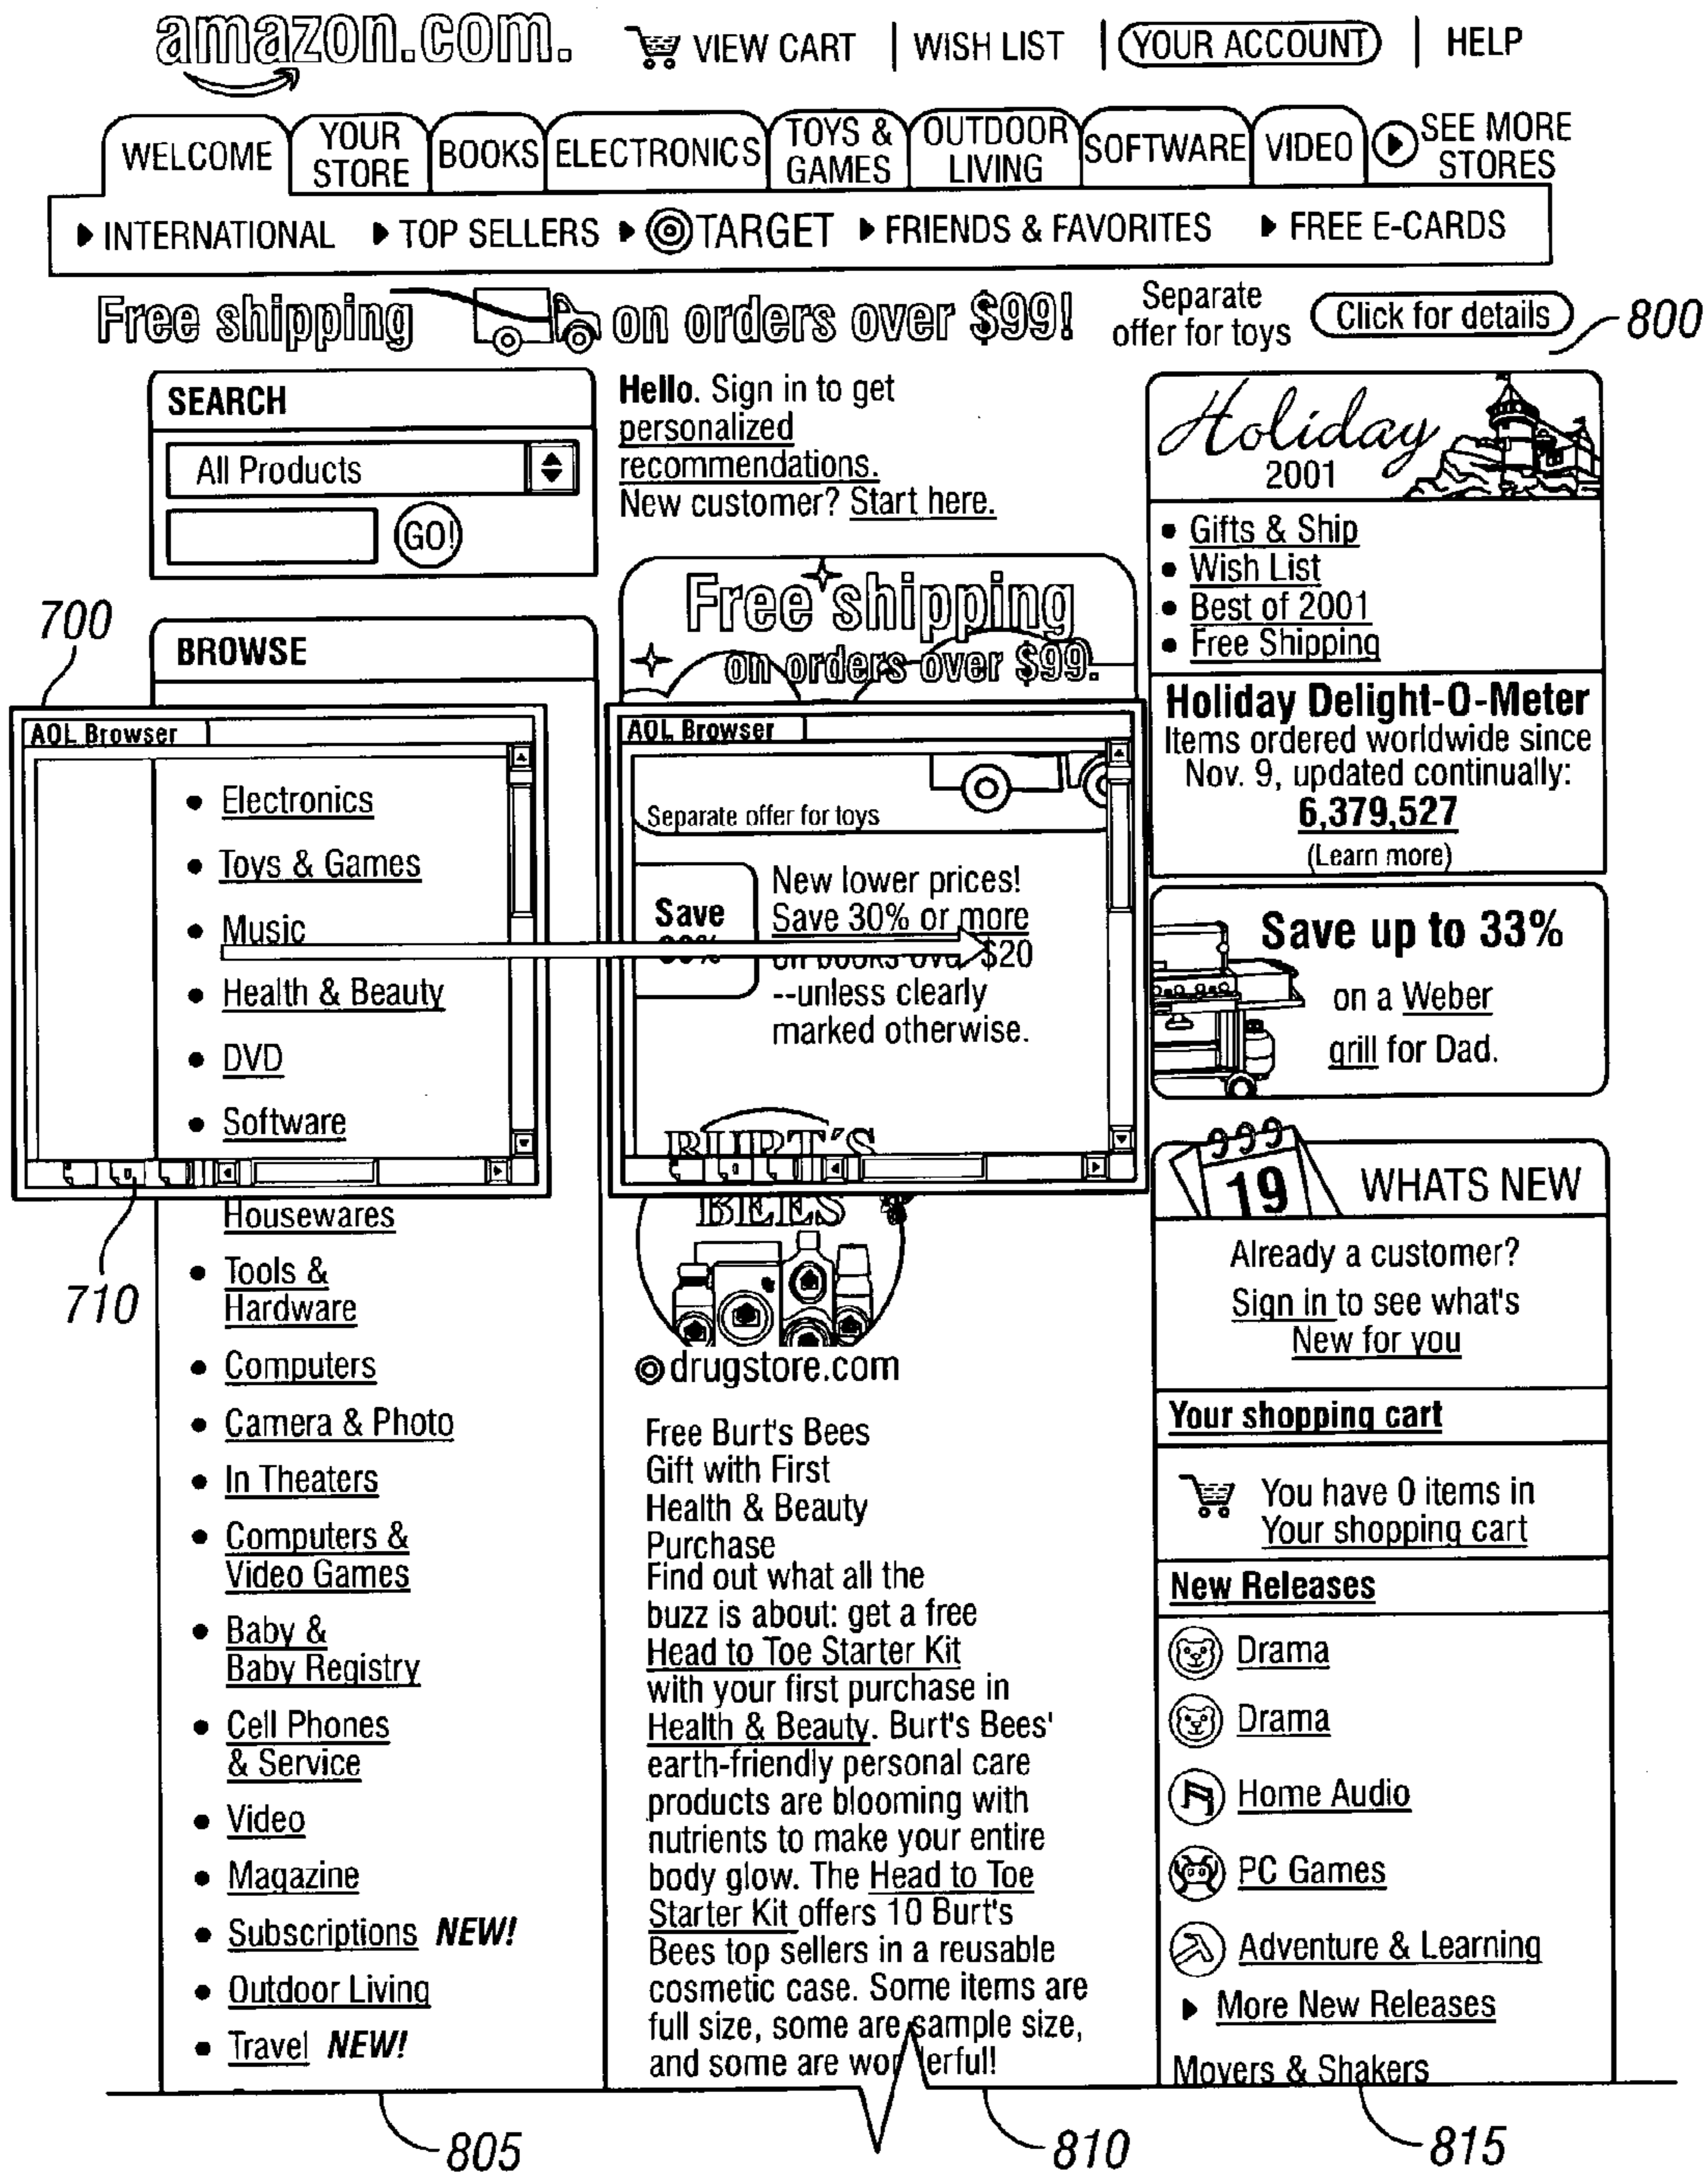 amazon.com.
VIEW CART | WISH LIST | YOUR ACCOUNT | HELP
WELCOME
YOUR STORE
BOOKS
ELECTRONICS
TOYS & GAMES
OUTDOOR LIVING
SOFTWARE
VIDEO
SEE MORE STORES
INTERNATIONAL
TOP SELLERS
TARGET
FRIENDS & FAVORITES
FREE E-CARDS
Free shipping on orders over $99!
Separate
offer for toys
Click for details
800
SEARCH
All Products
GO!
Hello. Sign in to get
personalized
recommendations.
New customer? Start here.
Holiday
2001
• Gifts & Ship
• Wish List
• Best of 2001
• Free Shipping
Holiday Delight-O-Meter
Items ordered worldwide since
Nov. 9, updated continually:
6,379,527
(Learn more)
700
BROWSE
AOL Browser
• Electronics
• Toys & Games
• Music
• Health & Beauty
• DVD
• Software
710
Housewares
• Tools &
Hardware
• Computers
• Camera & Photo
• In Theaters
• Computers &
Video Games
• Baby &
Baby Registry
• Cell Phones
& Service
• Video
• Magazine
• Subscriptions NEW!
• Outdoor Living
• Travel NEW!
805
Free shipping
on orders over $99.
AOL Browser
Separate offer for toys
Save
New lower prices!
Save 30% or more
on books over $20
--unless clearly
marked otherwise.
BURT'S
BEES
drugstore.com
Free Burt's Bees
Gift with First
Health & Beauty
Purchase
Find out what all the
buzz is about: get a free
Head to Toe Starter Kit
with your first purchase in
Health & Beauty. Burt's Bees'
earth-friendly personal care
products are blooming with
nutrients to make your entire
body glow. The Head to Toe
Starter Kit offers 10 Burt's
Bees top sellers in a reusable
cosmetic case. Some items are
full size, some are sample size,
and some are wonderful!
810
Save up to 33%
on a Weber
grill for Dad.
19
WHATS NEW
Already a customer?
Sign in to see what's
New for you
Your shopping cart
You have 0 items in
Your shopping cart
New Releases
Drama
Drama
Home Audio
PC Games
Adventure & Learning
More New Releases
Movers & Shakers
815